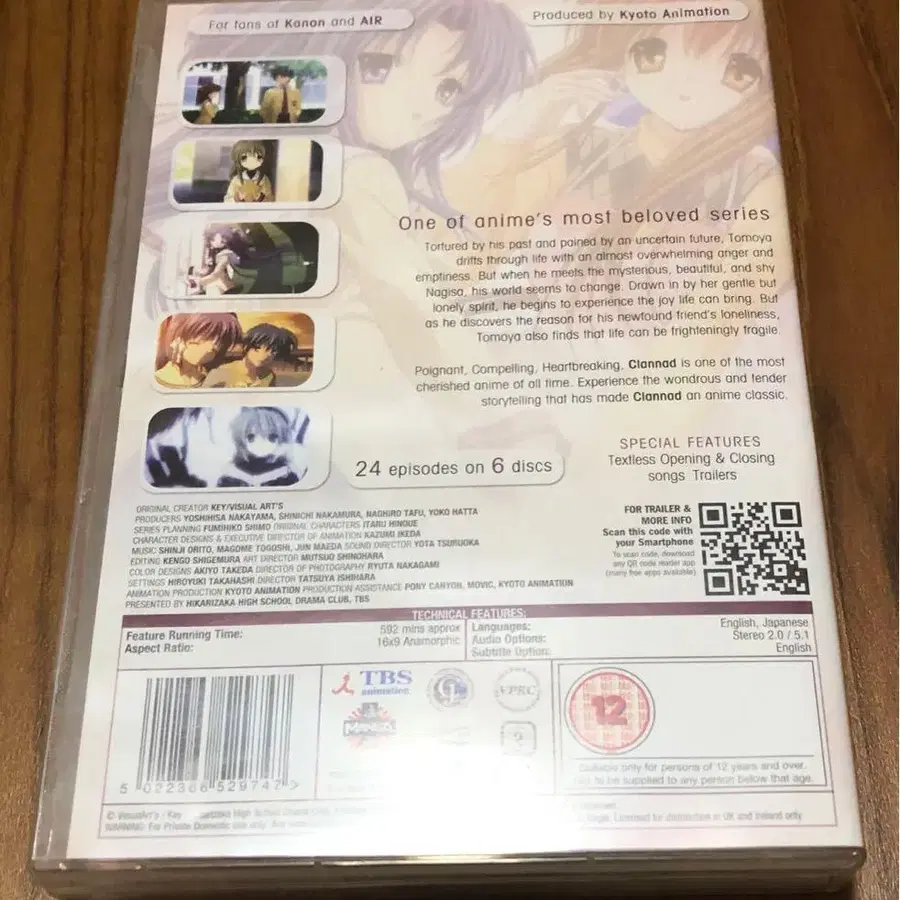 For fans of Kanon and AIR
Produced by Kyoto Animation
One of anime's most beloved series
Tortured by his past and pained by an uncertain future, Tomoya
drifts through life with an almost overwhelming anger and
emptiness. But when he meets the mysterious, beautiful, and shy
Nagisa, his world seems to change. Drawn in by her gentle but
lonely spirit, he begins to experience the joy life can bring. But
as he discovers the reason for his newfound friend's loneliness,
Tomoya also finds that life can be frighteningly fragile.
Poignant, Compelling, Heartbreaking, Clannad is one of the most
cherished anime of all time. Experience the wondrous and tender
storytelling that has made Clannad an anime classic.
24 episodes on 6 discs
SPECIAL FEATURES
Textless Opening & Closing
songs Trailers
ORIGINAL CREATOR KEY/VISUAL ART'S
PRODUCERS YOSHIHISA NAKAYAMA, SHINICHI NAKAMURA, NAGHIRO TAFU, YOKO HATTA
SERIES PLANNING FUMIHIKO SHIMO ORIGINAL CHARACTERS ITARU HINOUE
CHARACTER DESIGNS & EXECUTIVE DIRECTOR OF ANIMATION KAZUMI IKEDA
MUSIC SHINJI ORITO, MAGOME TOGOSHI, JUN MAEDA SOUND DIRECTOR YOTA TSURUOKA
EDITING KENGO SHIGEMURA ART DIRECTOR MUTSUO SHINOHARA
COLOR DESIGNS AKIYO TAKEDA DIRECTOR OF PHOTOGRAPHY RYUTA NAKAGAMI
SETTINGS HIROYUKI TAKAHASHI DIRECTOR TATSUYA ISHIHARA
ANIMATION PRODUCTION KYOTO ANIMATION PRODUCTION ASSISTANCE PONY CANYON, MOVIC, KYOTO ANIMATION
PRESENTED BY HIKARIZAKA HIGH SCHOOL DRAMA CLUB, TBS
FOR TRAILER &
MORE INFO
Scan this code with
your Smartphone
To scan code, download
any QR code reader app
(many free apps available)
TECHNICAL FEATURES:
Feature Running Time: 592 mins approx
Aspect Ratio: 16x9 Anamorphic
Languages: English, Japanese
Audio Options: Stereo 2.0 / 5.1
Subtitle Option: English
5 022366 529747 >
TBS
animation
MANGA
VPRC
12
Suitable only for persons of 12 years and over.
Not to be supplied to any person below that age.
© VisualArt's / Key
High School Drama Club
WARNING: For Private Domestic use only.
Licensed for distribution in UK and Ireland only.